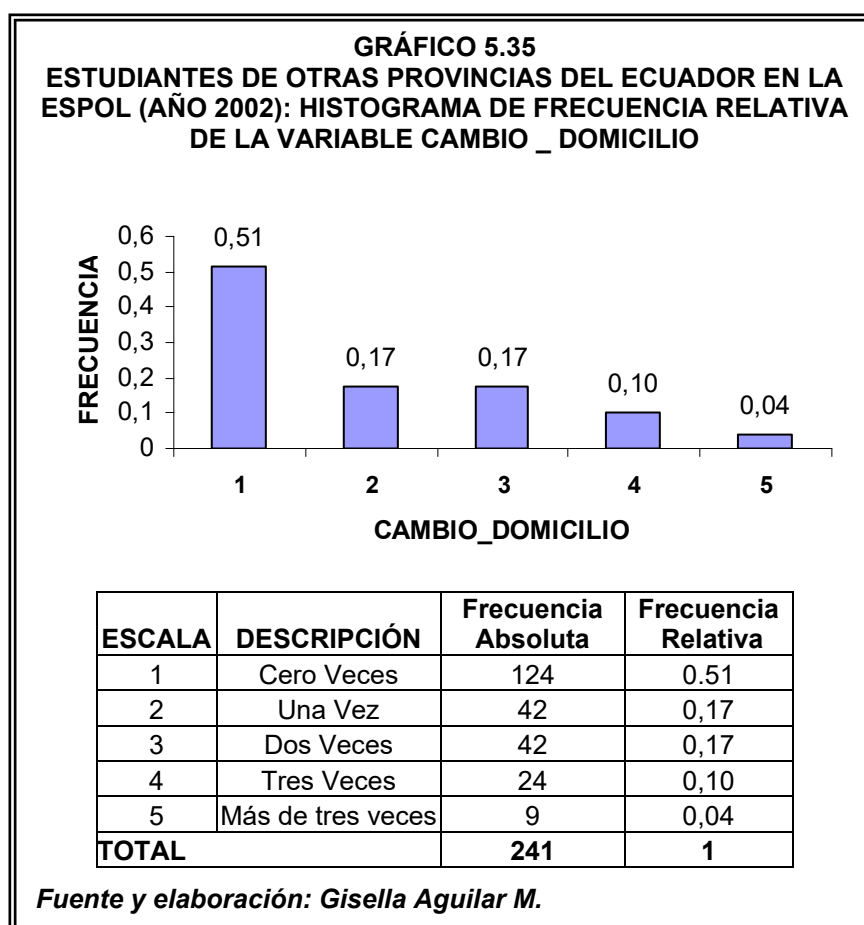 GRÁFICO 5.35
ESTUDIANTES DE OTRAS PROVINCIAS DEL ECUADOR EN LA
ESPOL (AÑO 2002): HISTOGRAMA DE FRECUENCIA RELATIVA
DE LA VARIABLE CAMBIO _ DOMICILIO
FRECUENCIA
0,6
0,5
0,4
0,3
0,2
0,1
0
0,51
0,17
0,17
0,10
0,04
1 2 3 4 5
CAMBIO_DOMICILIO
ESCALA DESCRIPCIÓN Frecuencia Absoluta Frecuencia Relativa
1 Cero Veces 124 0.51
2 Una Vez 42 0,17
3 Dos Veces 42 0,17
4 Tres Veces 24 0,10
5 Más de tres veces 9 0,04
TOTAL 241 1
Fuente y elaboración: Gisella Aguilar M.